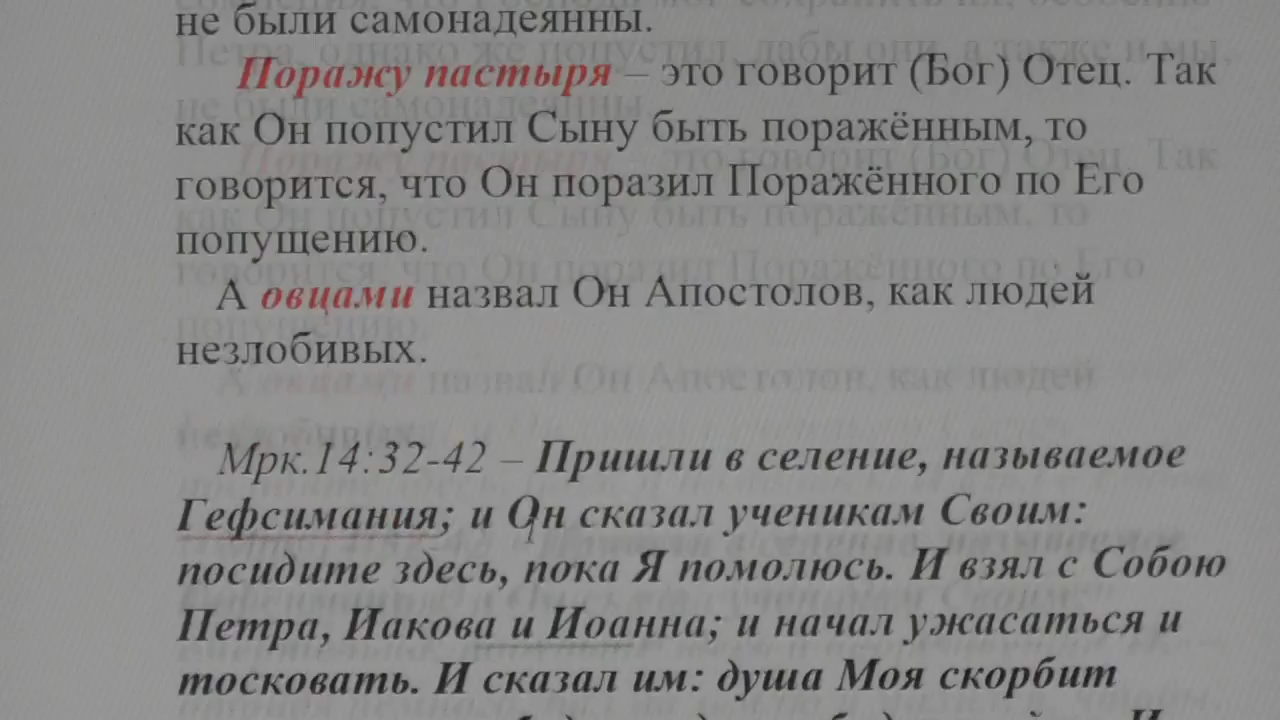 не были самонадеянны.
Поражу пастыря – это говорит (Бог) Отец. Так
как Он попустил Сыну быть поражённым, то
говорится, что Он поразил Поражённого по Его
попущению.
А овцами назвал Он Апостолов, как людей
незлобивых.
Мрк.14:32-42 – Пришли в селение, называемое
Гефсимания; и Он сказал ученикам Своим:
посидите здесь, пока Я помолюсь. И взял с Собою
Петра, Иакова и Иоанна; и начал ужасаться и
тосковать. И сказал им: душа Моя скорбит